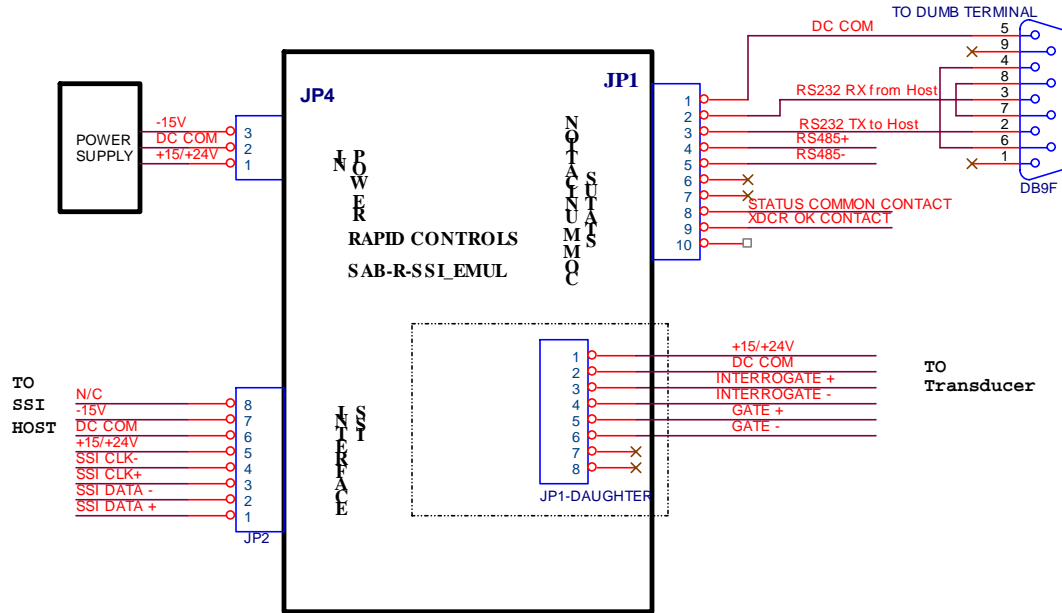 TO DUMB TERMINAL
DC COM
5
9
4
8
RS232 RX from Host
3
7
RS232 TX to Host
2
RS485+
6
RS485-
1
DB9F
JP1
1
2
3
4
5
6
7
8
9
10
STATUS COMMON CONTACT
XDCR OK CONTACT
COMMUNICATION
STATUS
JP4
POWER
SUPPLY
-15V
DC COM
+15/+24V
3
2
1
POWER
IN
RAPID CONTROLS
SAB-R-SSI_EMUL
TO
SSI
HOST
N/C
-15V
DC COM
+15/+24V
SSI CLK-
SSI CLK+
SSI DATA -
SSI DATA +
8
7
6
5
4
3
2
1
JP2
SSI
INTERFACE
1
2
3
4
5
6
7
8
JP1-DAUGHTER
+15/+24V
DC COM
INTERROGATE +
INTERROGATE -
GATE +
GATE -
TO
Transducer